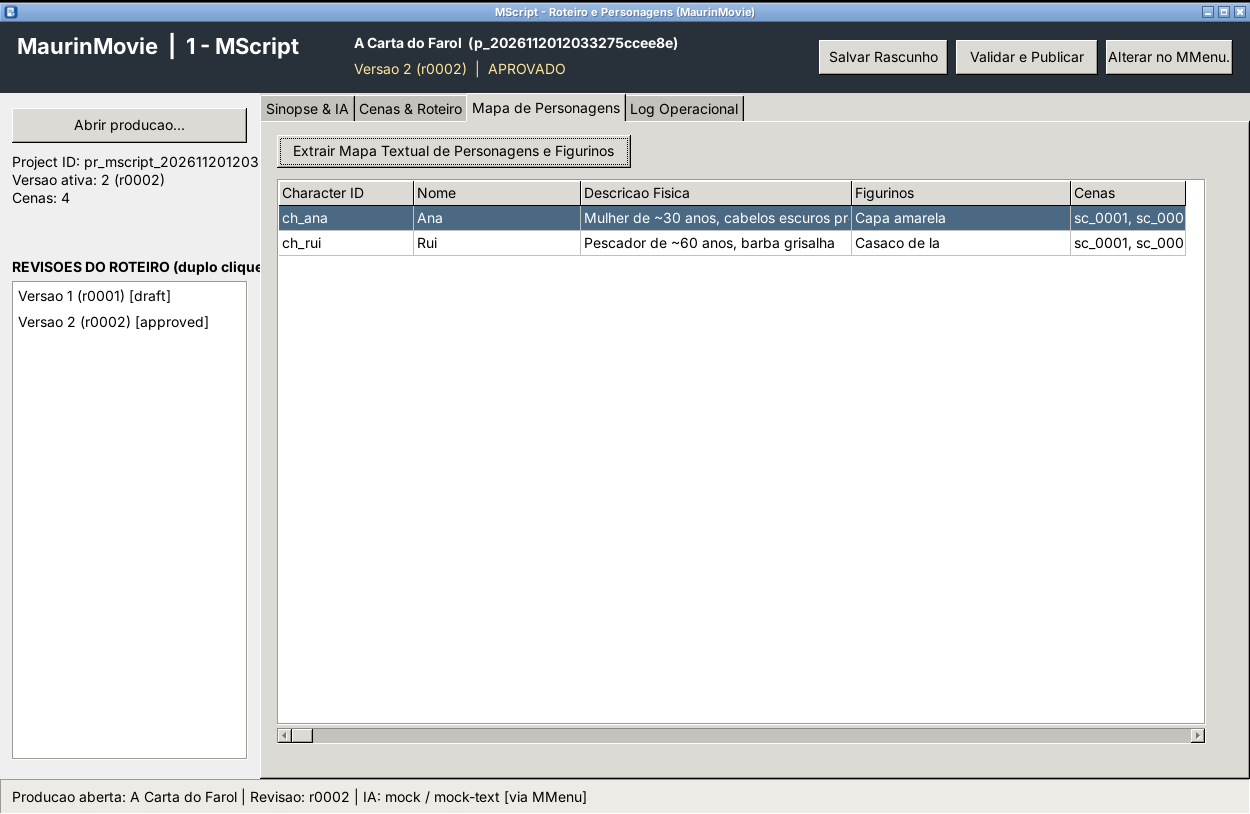 MScript - Roteiro e Personagens (MaurinMovie)
MaurinMovie | 1 - MScript
A Carta do Farol (p_2026112012033275ccee8e)
Versao 2 (r0002) | APROVADO
Salvar Rascunho
Validar e Publicar
Alterar no MMenu.
Abrir producao...
Project ID: pr_mscript_202611201203
Versao ativa: 2 (r0002)
Cenas: 4
REVISOES DO ROTEIRO (duplo clique
Versao 1 (r0001) [draft]
Versao 2 (r0002) [approved]
Sinopse & IA
Cenas & Roteiro
Mapa de Personagens
Log Operacional
Extrair Mapa Textual de Personagens e Figurinos
Character ID Nome Descricao Fisica Figurinos Cenas
ch_ana Ana Mulher de ~30 anos, cabelos escuros pr Capa amarela sc_0001, sc_000
ch_rui Rui Pescador de ~60 anos, barba grisalha Casaco de la sc_0001, sc_000
Producao aberta: A Carta do Farol | Revisao: r0002 | IA: mock / mock-text [via MMenu]